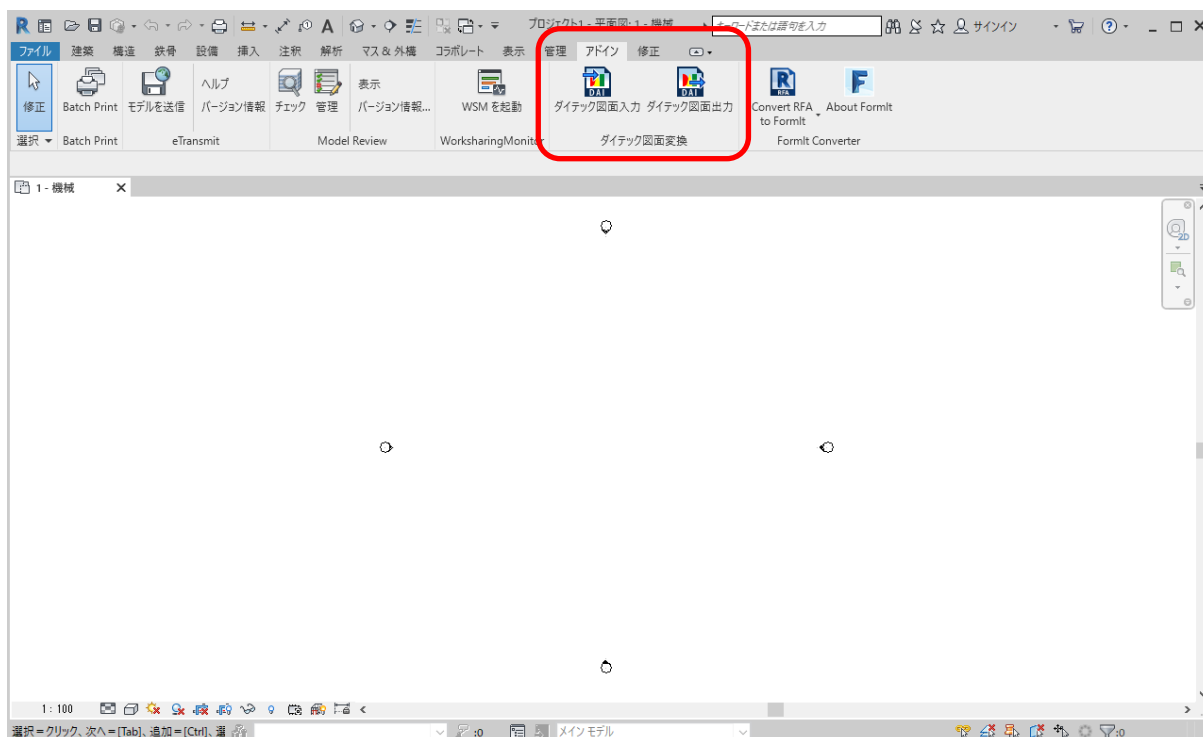 プロジェクト1 - 平面図: 1 - 機械
キーワードまたは語句を入力
サインイン
ファイル 建築 構造 鉄骨 設備 挿入 注釈 解析 マス & 外構 コラボレート 表示 管理 アドイン 修正
修正 Batch Print モデルを送信 ヘルプ バージョン情報 チェック 管理 表示 バージョン情報... WSM を起動 ダイテック図面入力 ダイテック図面出力 Convert RFA to FormIt About FormIt
選択 Batch Print eTransmit Model Review WorksharingMonitor ダイテック図面変換 FormIt Converter
1 - 機械
2D
1 : 100
選択=クリック、次へ=[Tab]、追加=[Ctrl]、選
:0
メイン モデル
:0